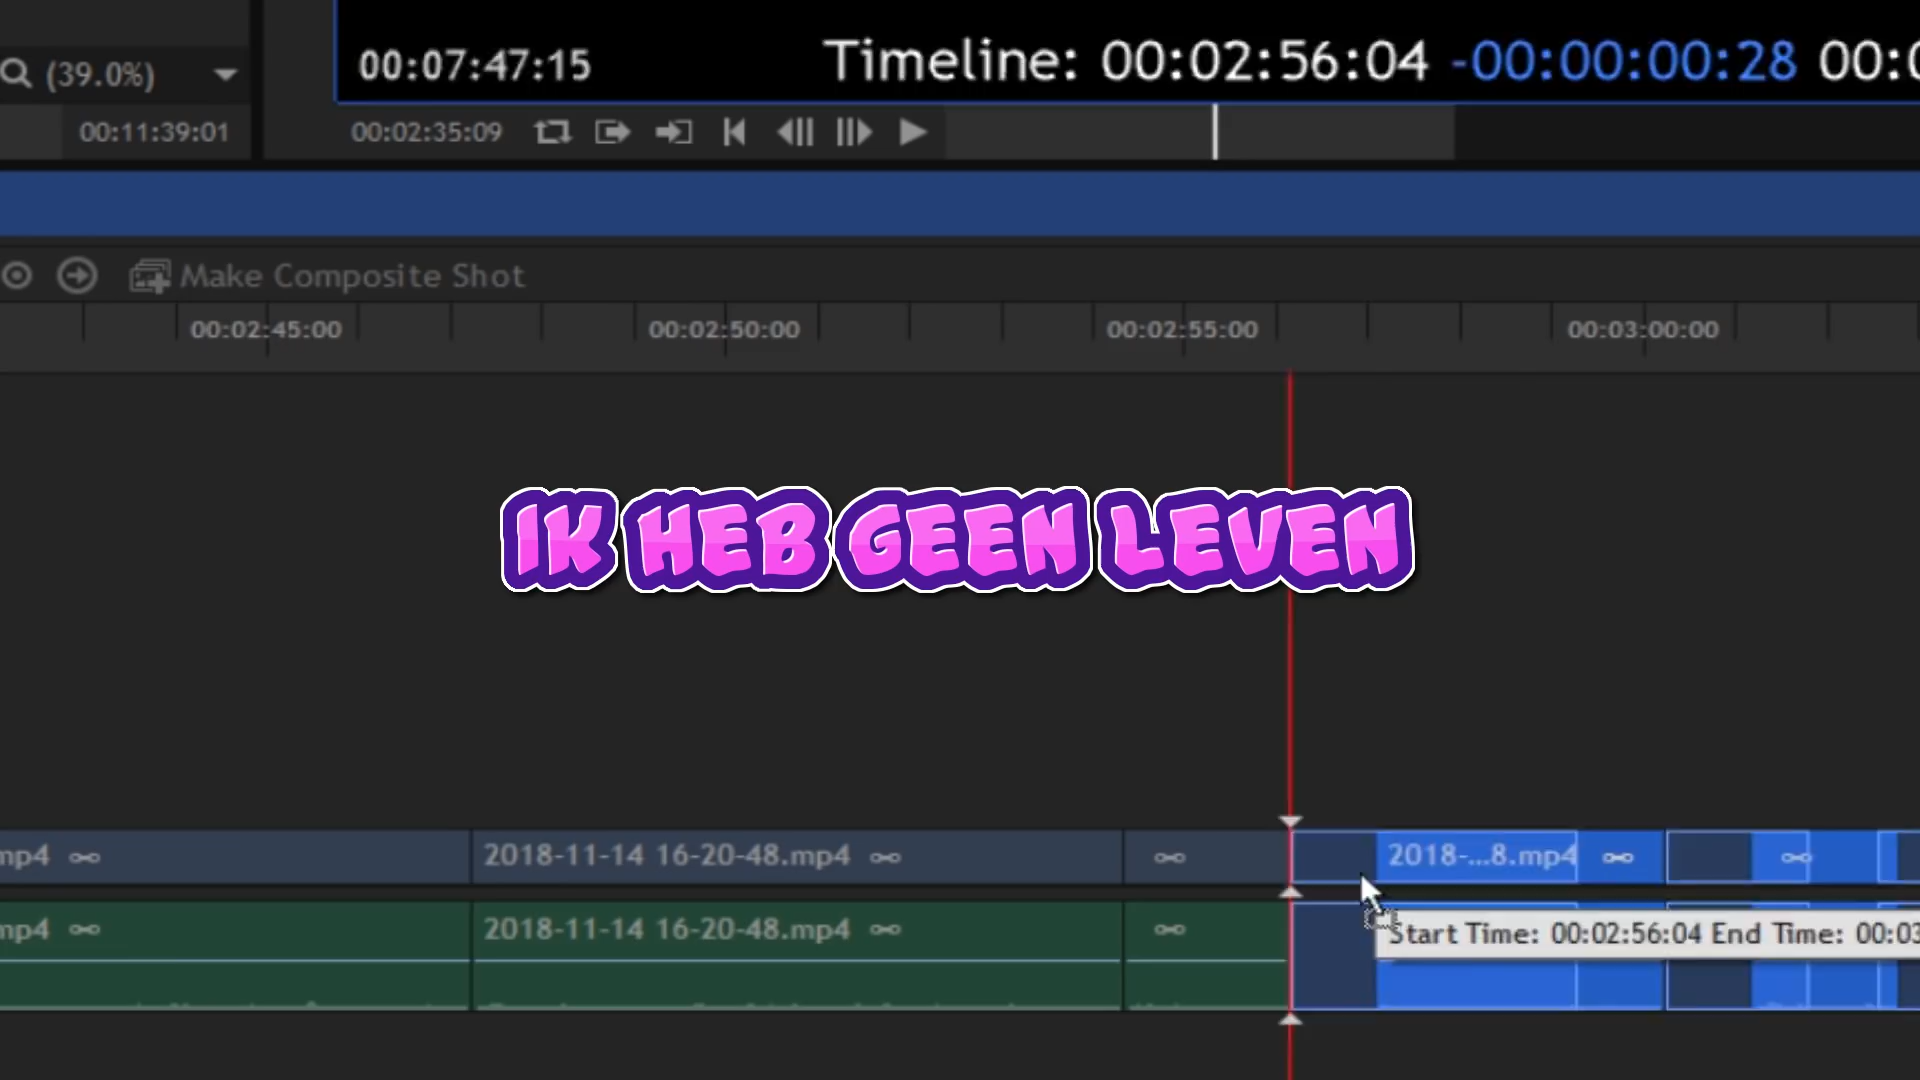 00:07:47:15 Timeline: 00:02:56:04 -00:00:00:28 00:0
(39.0%)
00:11:39:01 00:02:35:09
Make Composite Shot
00:02:45:00 00:02:50:00 00:02:55:00 00:03:00:00
IK HEB GEEN LEVEN
mp4 2018-11-14 16-20-48.mp4 2018-...8.mp4
mp4 2018-11-14 16-20-48.mp4
Start Time: 00:02:56:04 End Time: 00:03